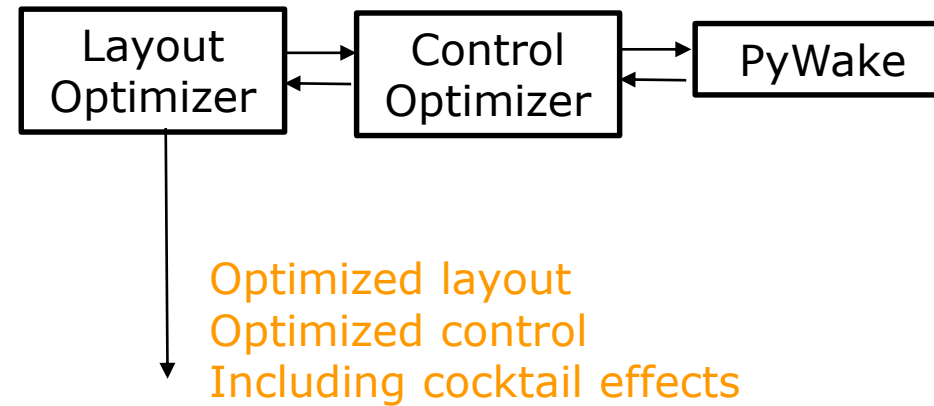 Layout
Optimizer
Control
Optimizer
PyWake
Optimized layout
Optimized control
Including cocktail effects